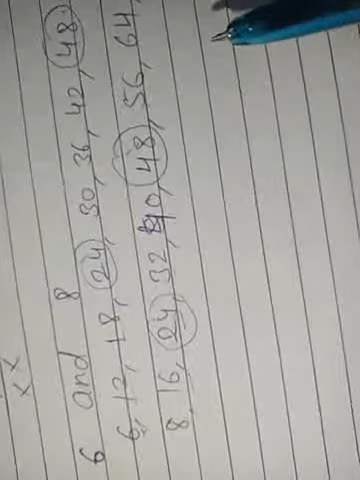 6 and 8
6, 12, 18, 24, 30, 36, 42, 48
8, 16, 24, 32, 40, 48, 56, 64,